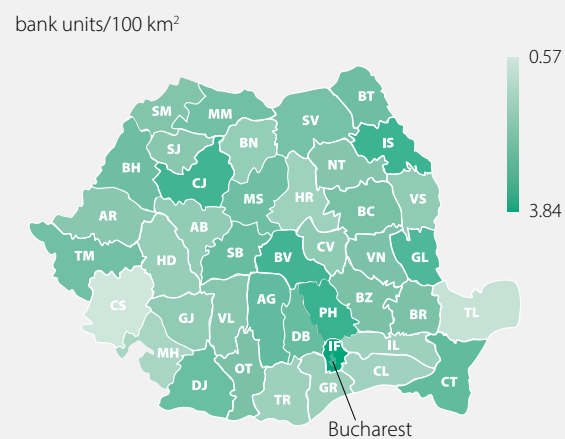 bank units/100 km²
0.57
3.84
SM
MM
SV
BT
SJ
BN
IS
BH
CJ
NT
MS
HR
VS
AR
AB
BC
TM
HD
SB
BV
CV
VN
GL
CS
GJ
VL
AG
PH
BZ
BR
TL
DB
MH
IF
IL
OT
CL
DJ
TR
GR
CT
Bucharest